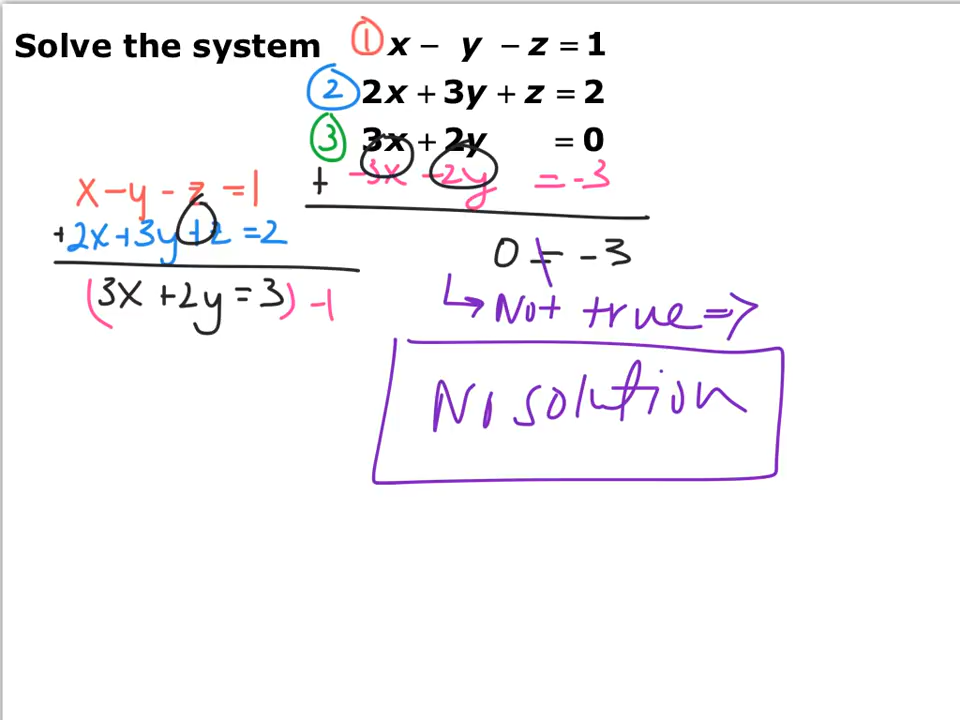 Solve the system ① x − y − z = 1
② 2x + 3y + z = 2
③ 3x + 2y = 0
+ -3x -2y = -3
0 ≠ -3
↳ Not true ⇒
No solution
x - y - z = 1
+ 2x + 3y + z = 2
(3x + 2y = 3) -1